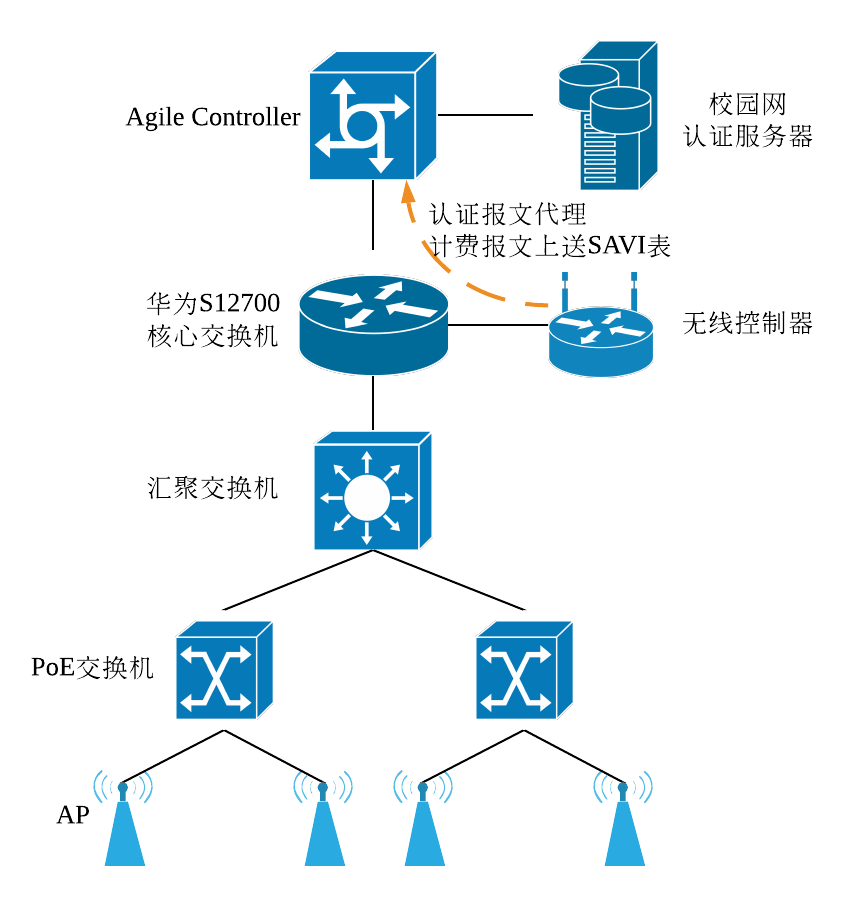 Agile Controller
校园网
认证服务器
认证报文代理
计费报文上送SAVI表
华为S12700
核心交换机
无线控制器
汇聚交换机
PoE交换机
AP